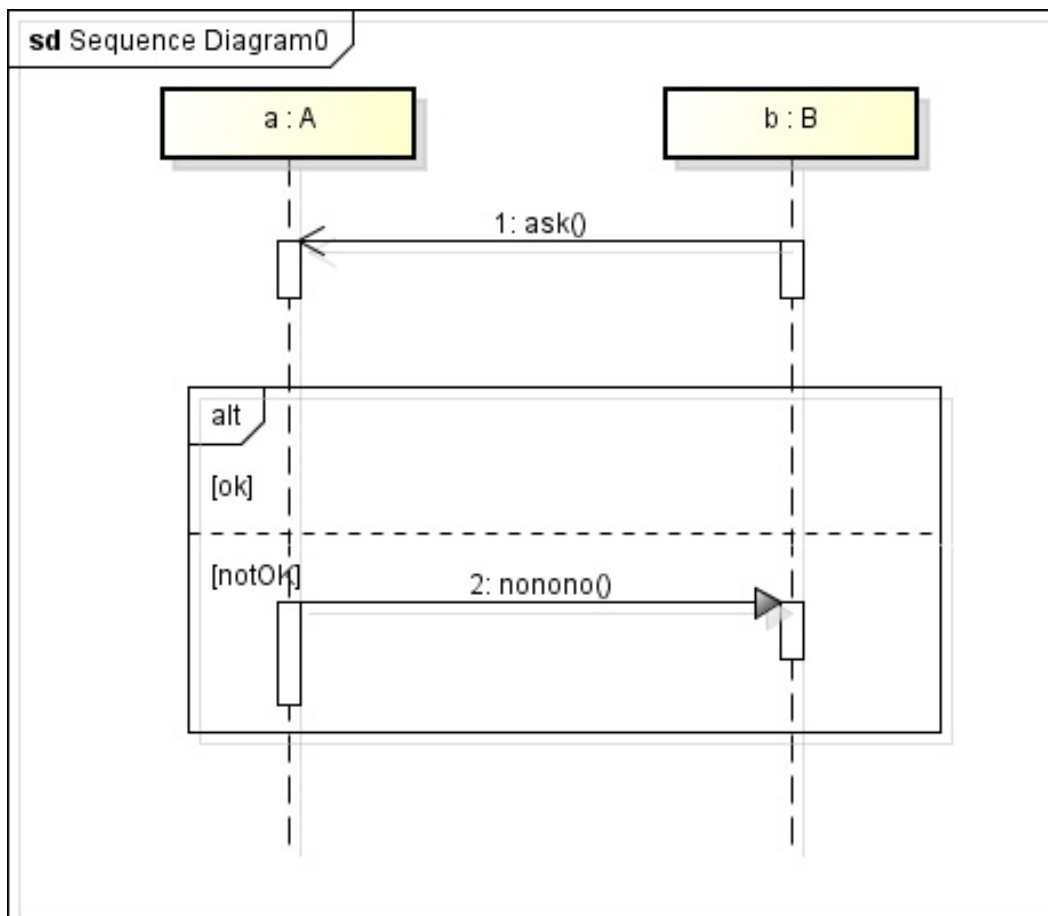 sd Sequence Diagram0
a : A
b : B
1: ask()
alt
[ok]
[notOK]
2: nonono()